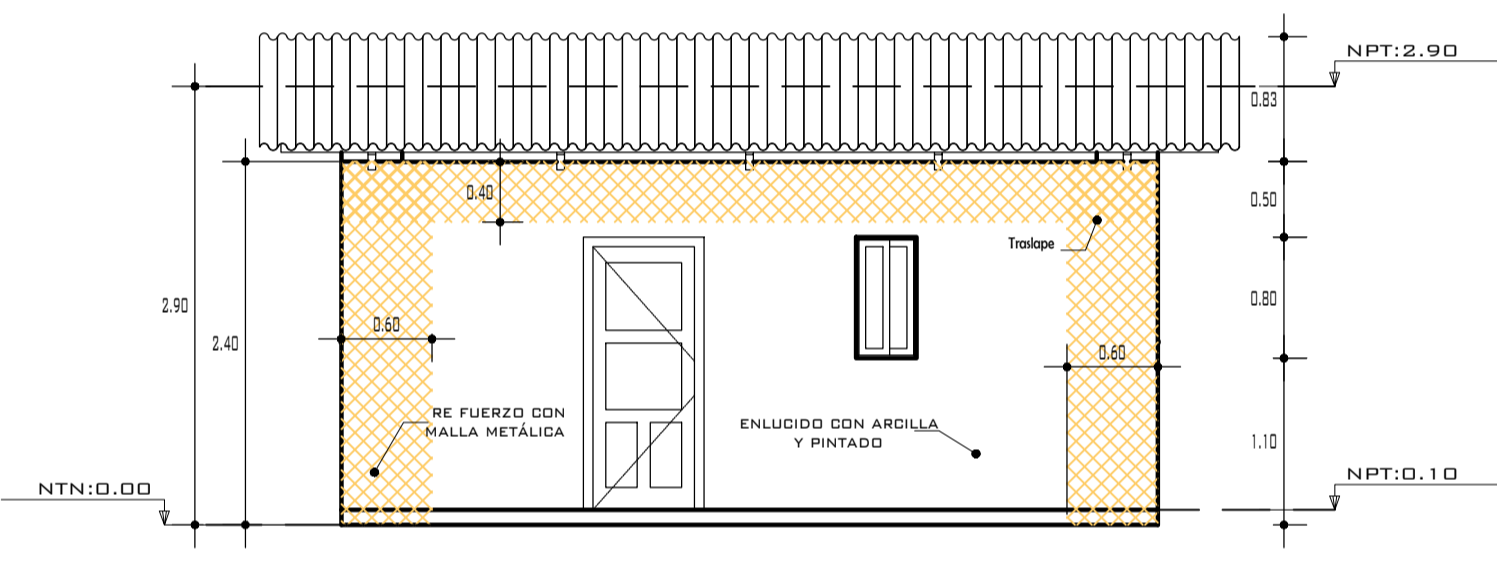 NPT:2.90
0.83
0.40
0.50
Traslape
2.90
0.80
0.60
2.40
0.60
RE FUERZO CON
MALLA METÁLICA
ENLUCIDO CON ARCILLA
Y PINTADO
1.10
NTN:0.00
NPT:0.10